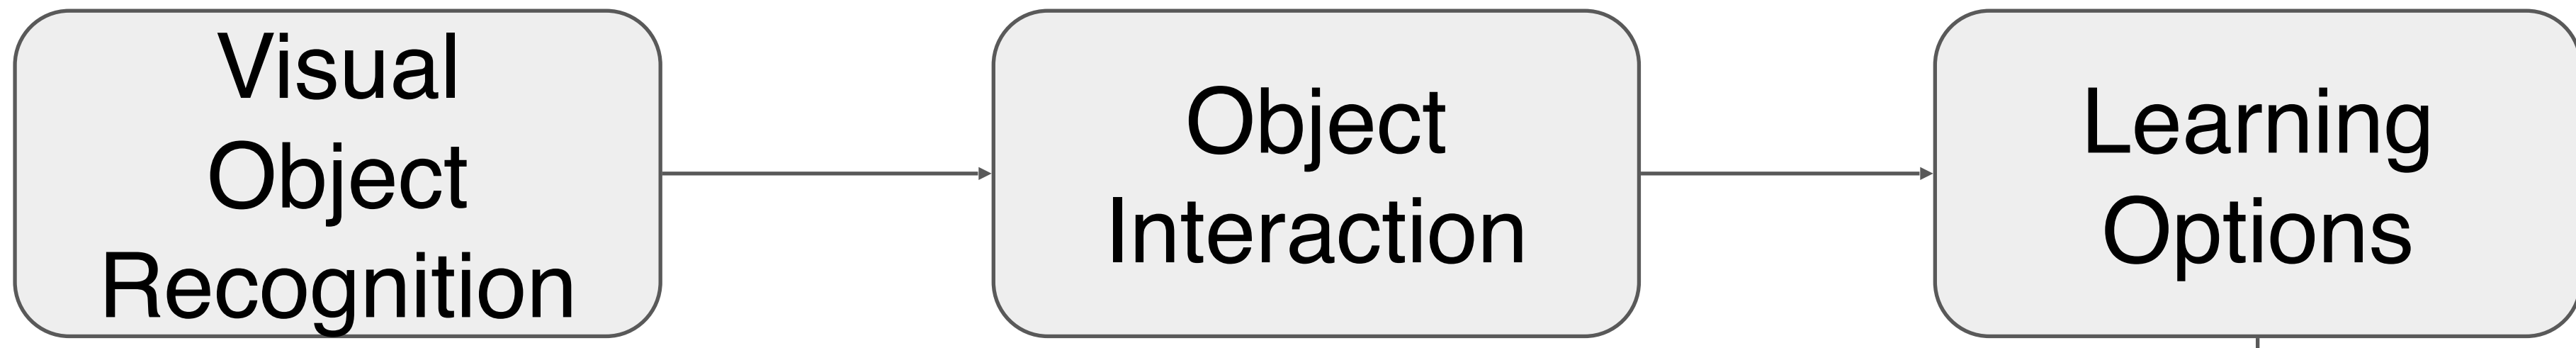 Visual
Object
Recognition
Object
Interaction
Learning
Options